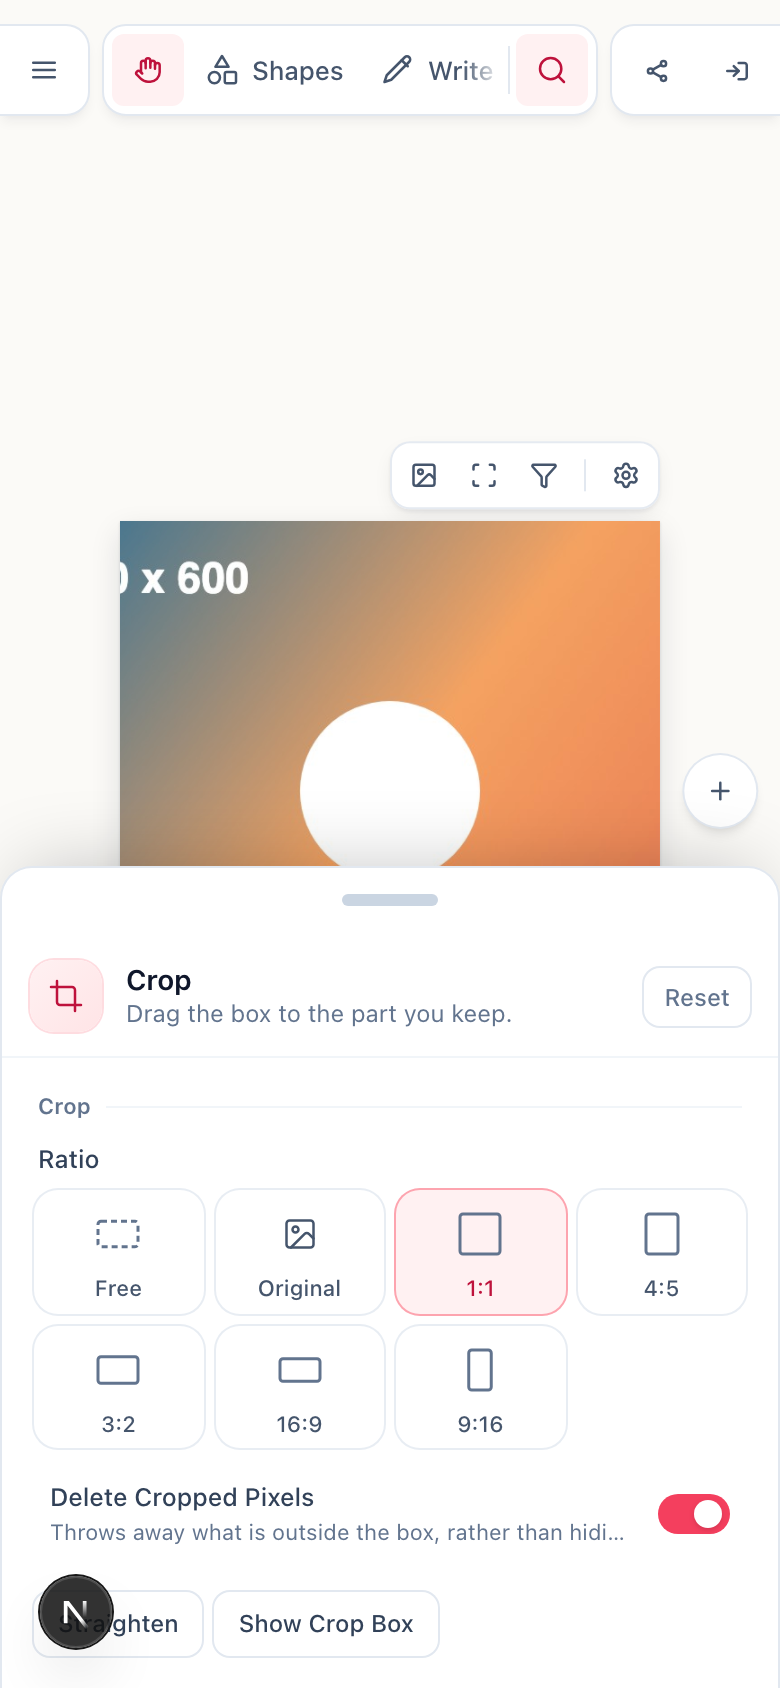 Shapes
Write
x 600
Crop
Drag the box to the part you keep.
Reset
Crop
Ratio
Free
Original
1:1
4:5
3:2
16:9
9:16
Delete Cropped Pixels
Throws away what is outside the box, rather than hidi...
N
Straighten
Show Crop Box